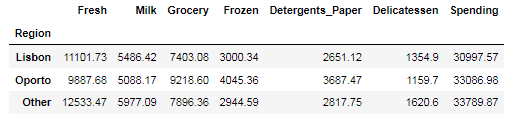 Fresh Milk Grocery Frozen Detergents_Paper Delicatessen Spending
Region
Lisbon 11101.73 5486.42 7403.08 3000.34 2651.12 1354.9 30997.57
Oporto 9887.68 5088.17 9218.60 4045.36 3687.47 1159.7 33086.98
Other 12533.47 5977.09 7896.36 2944.59 2817.75 1620.6 33789.87